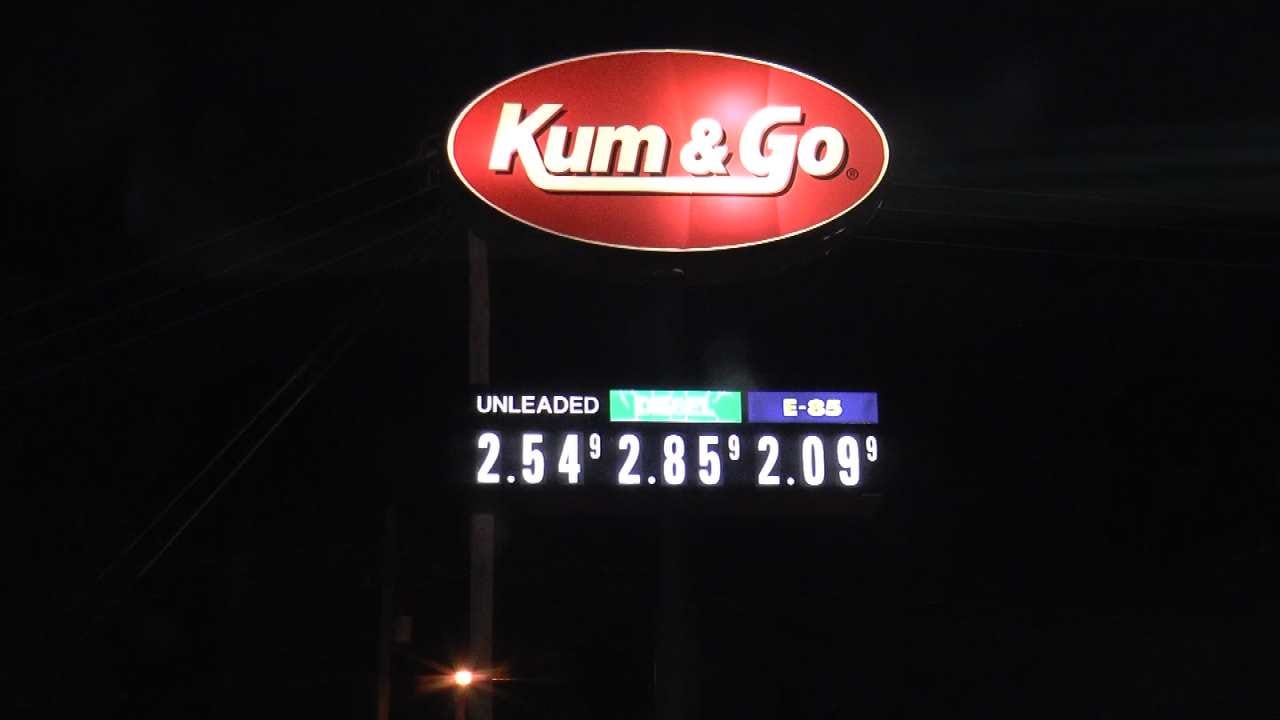 Kum & Go®
UNLEADED DIESEL E-85
2.54⁹ 2.85⁹ 2.09⁹